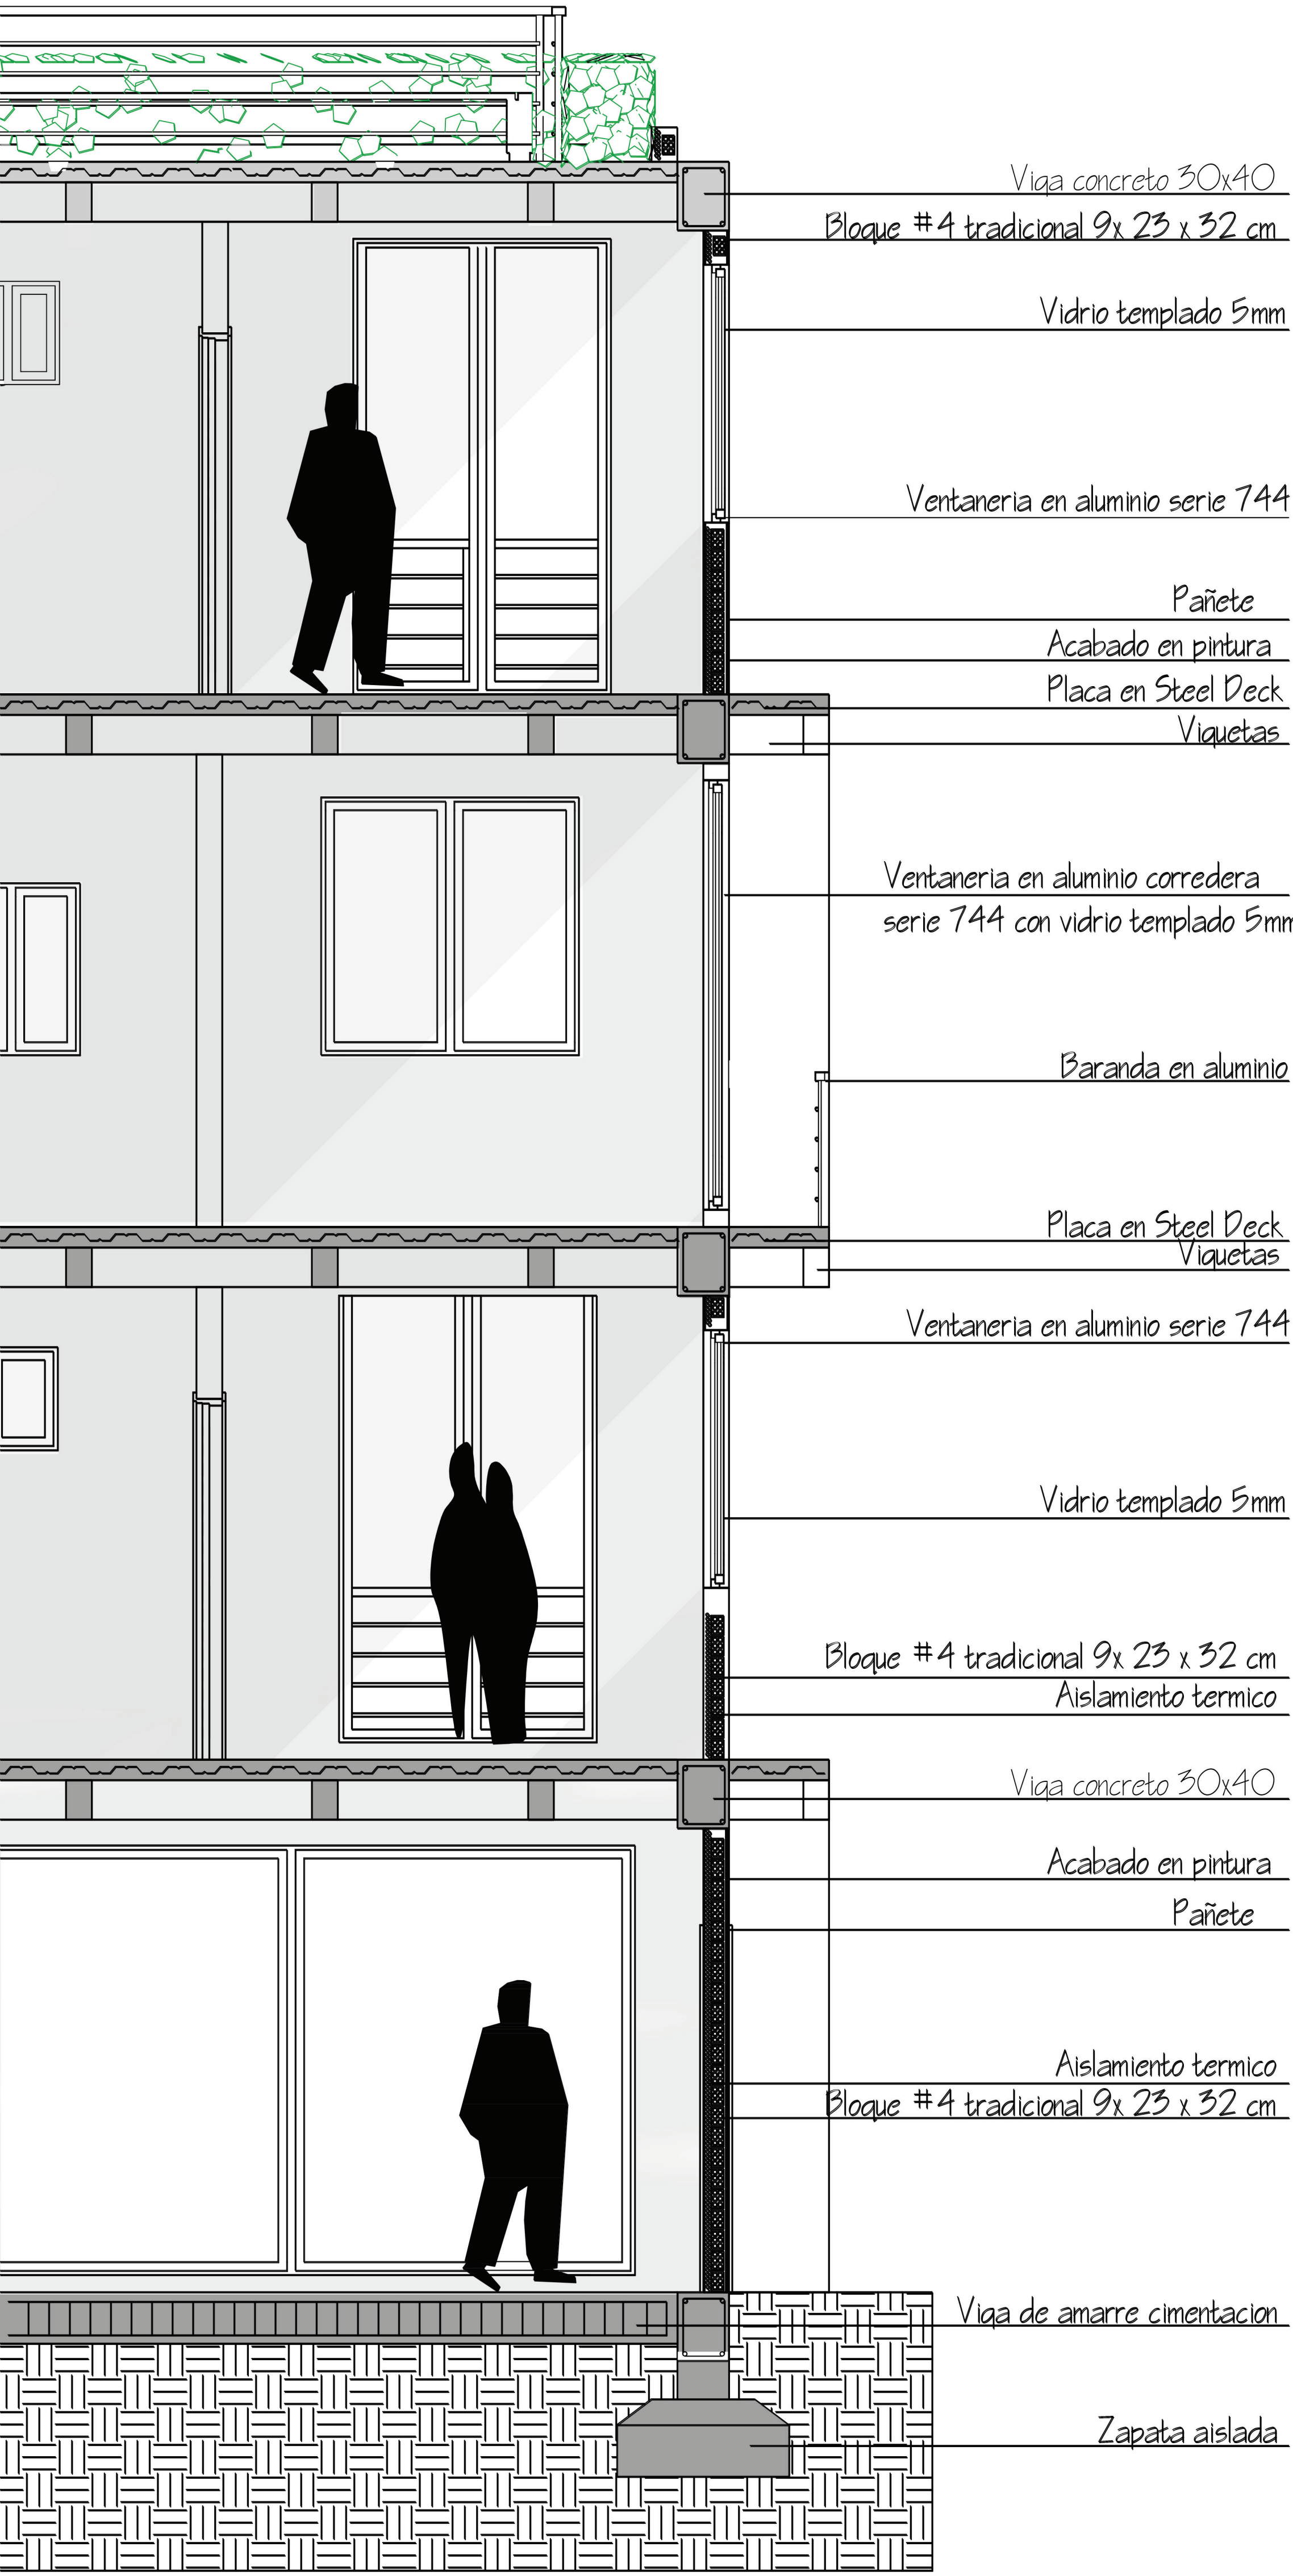 Viga concreto 30x40
Bloque #4 tradicional 9x 23 x 32 cm
Vidrio templado 5mm
Ventaneria en aluminio serie 744
Pañete
Acabado en pintura
Placa en Steel Deck
Viquetas
Ventaneria en aluminio corredera
serie 744 con vidrio templado 5mm
Baranda en aluminio
Placa en Steel Deck
Viquetas
Ventaneria en aluminio serie 744
Vidrio templado 5mm
Bloque #4 tradicional 9x 23 x 32 cm
Aislamiento termico
Viga concreto 30x40
Acabado en pintura
Pañete
Aislamiento termico
Bloque #4 tradicional 9x 23 x 32 cm
Viga de amarre cimentacion
Zapata aislada